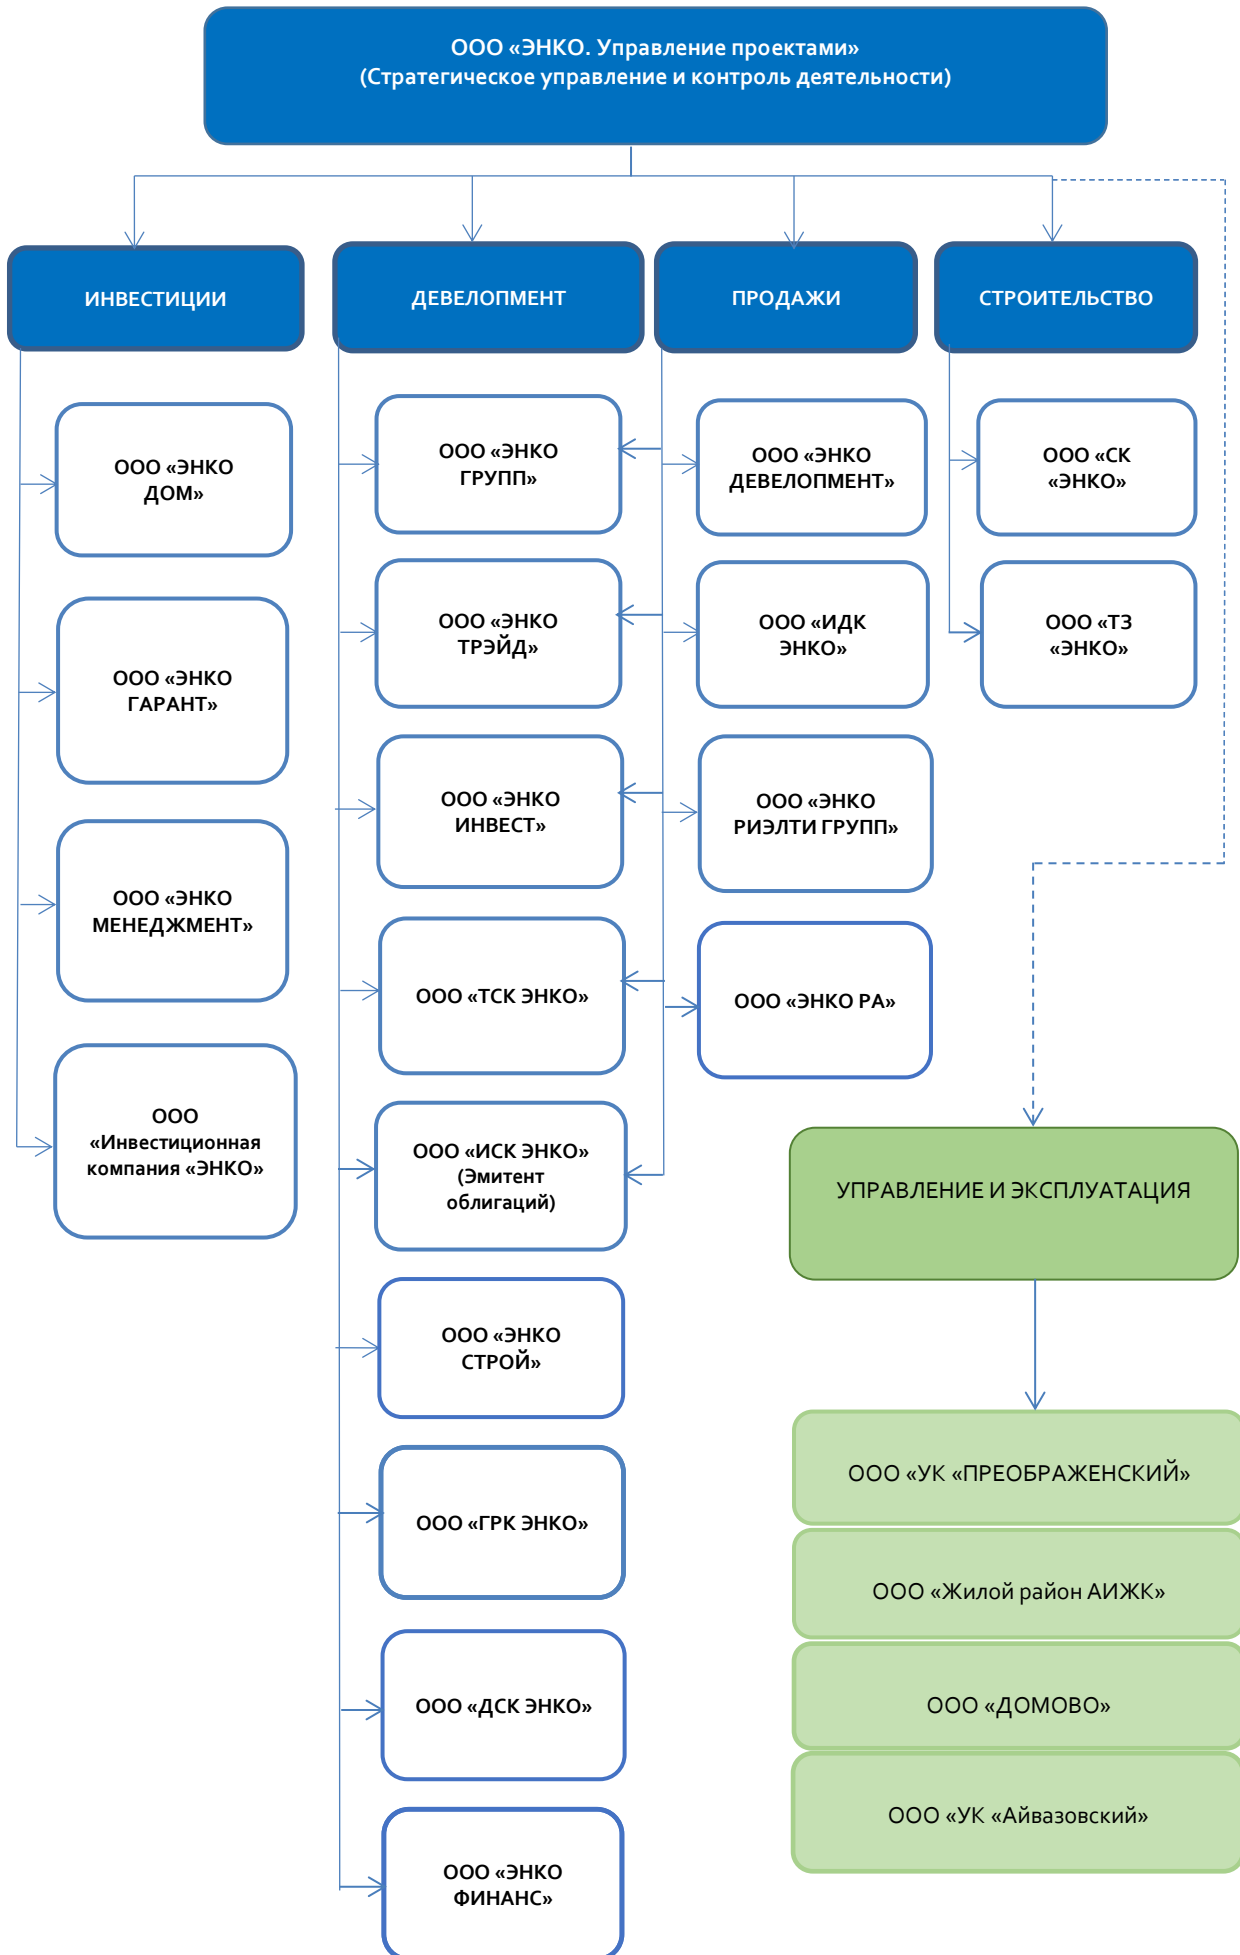 ООО «ЭНКО. Управление проектами»
(Стратегическое управление и контроль деятельности)
ИНВЕСТИЦИИ
ДЕВЕЛОПМЕНТ
ПРОДАЖИ
СТРОИТЕЛЬСТВО
ООО «ЭНКО
ДОМ»
ООО «ЭНКО
ГАРАНТ»
ООО «ЭНКО
МЕНЕДЖМЕНТ»
ООО
«Инвестиционная
компания «ЭНКО»
ООО «ЭНКО
ГРУПП»
ООО «ЭНКО
ТРЭЙД»
ООО «ЭНКО
ИНВЕСТ»
ООО «ТСК ЭНКО»
ООО «ИСК ЭНКО»
(Эмитент
облигаций)
ООО «ЭНКО
СТРОЙ»
ООО «ГРК ЭНКО»
ООО «ДСК ЭНКО»
ООО «ЭНКО
ФИНАНС»
ООО «ЭНКО
ДЕВЕЛОПМЕНТ»
ООО «ИДК
ЭНКО»
ООО «ЭНКО
РИЭЛТИ ГРУПП»
ООО «ЭНКО РА»
ООО «СК
«ЭНКО»
ООО «ТЗ
«ЭНКО»
УПРАВЛЕНИЕ И ЭКСПЛУАТАЦИЯ
ООО «УК «ПРЕОБРАЖЕНСКИЙ»
ООО «Жилой район АИЖК»
ООО «ДОМОВО»
ООО «УК «Айвазовский»